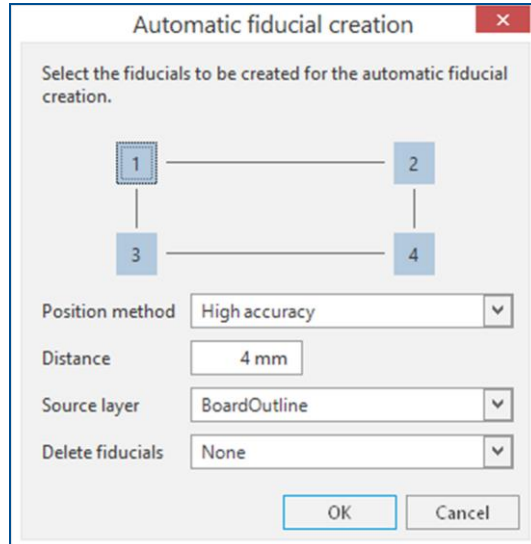 Automatic fiducial creation
Select the fiducials to be created for the automatic fiducial
creation.
1 2
3 4
Position method High accuracy
Distance 4 mm
Source layer BoardOutline
Delete fiducials None
OK Cancel